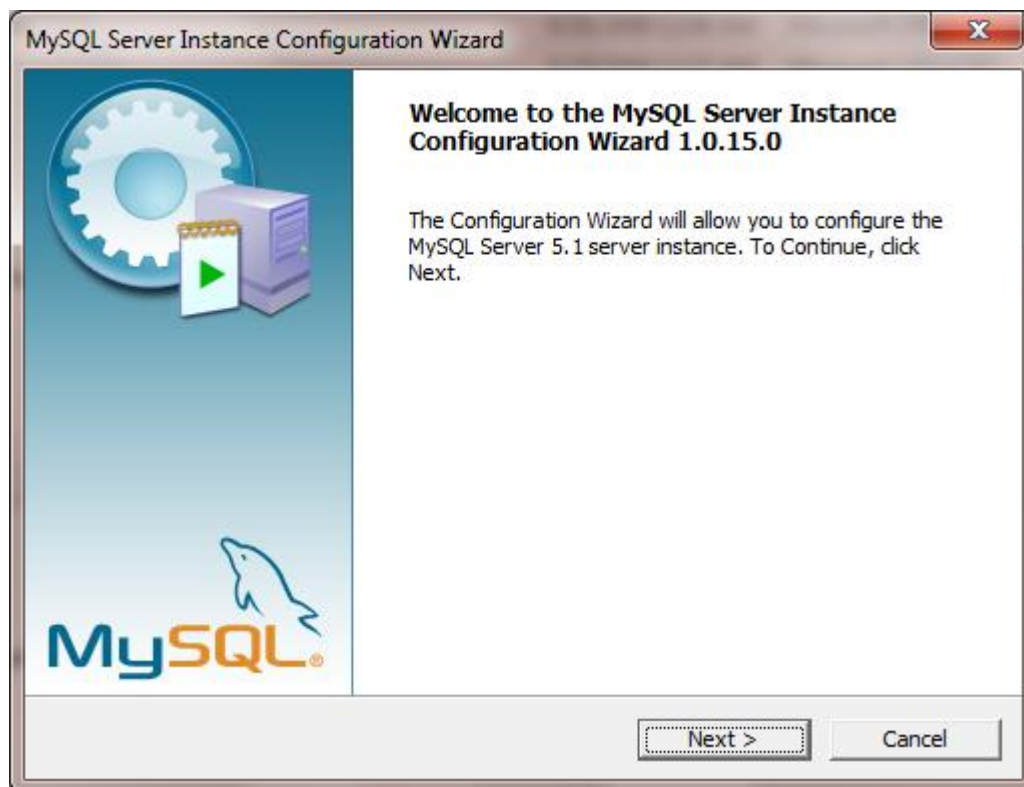 MySQL Server Instance Configuration Wizard
Welcome to the MySQL Server Instance
Configuration Wizard 1.0.15.0
The Configuration Wizard will allow you to configure the
MySQL Server 5.1 server instance. To Continue, click
Next.
MySQL®
Next >
Cancel